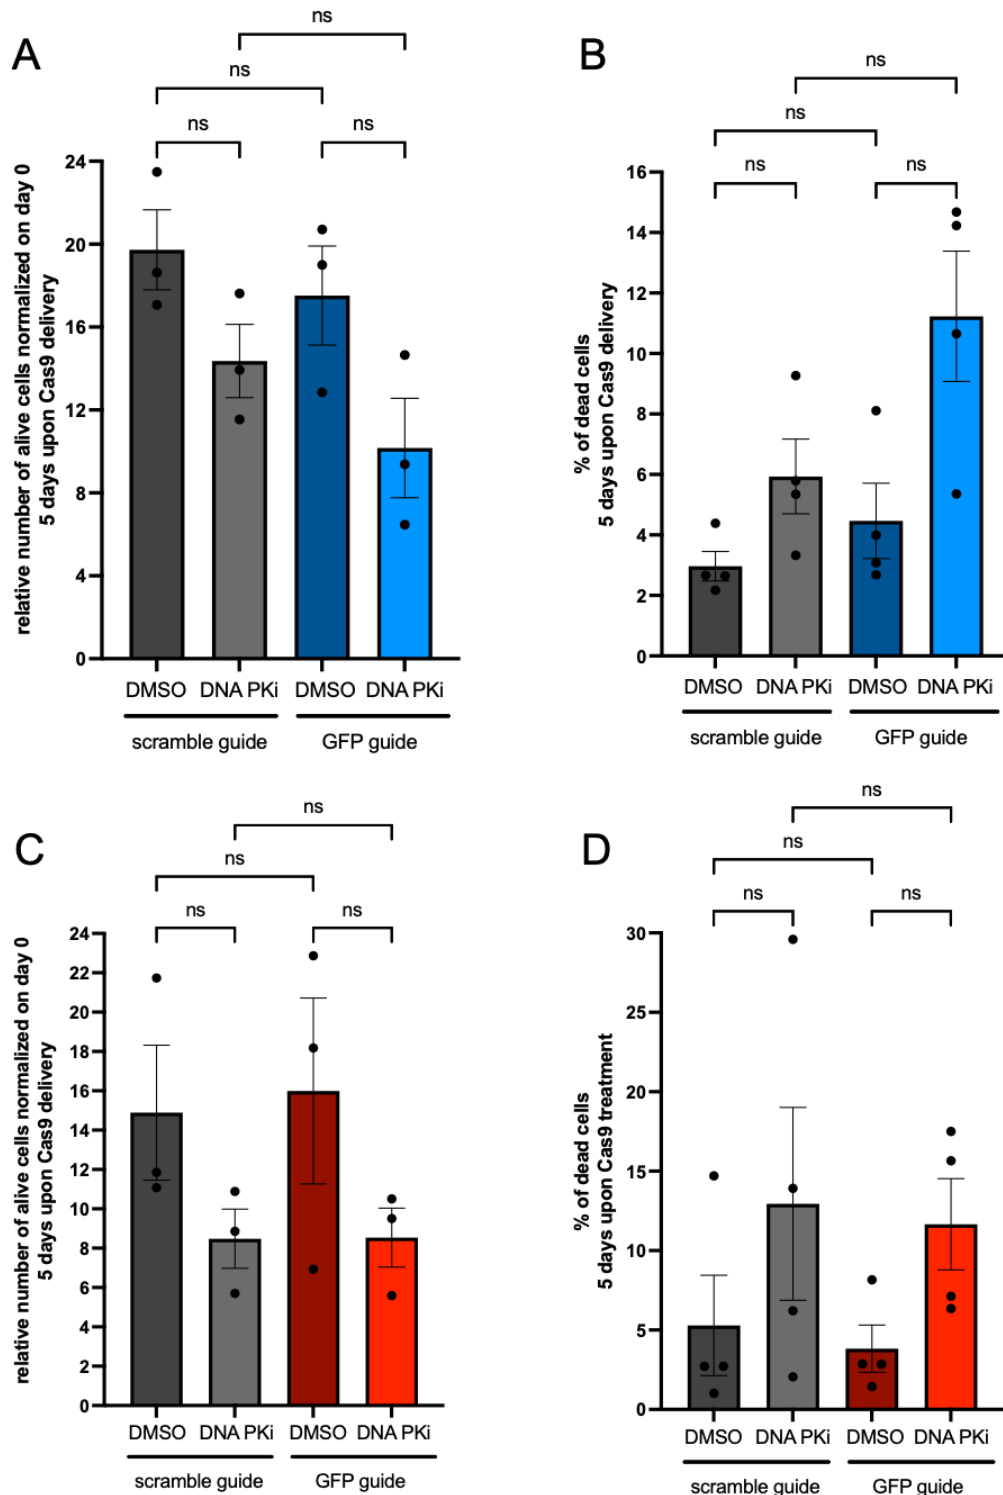 A
ns
ns
ns
ns
relative number of alive cells normalized on day 0
5 days upon Cas9 delivery
24
20
16
12
8
4
0
DMSO
DNA PKi
DMSO
DNA PKi
scramble guide
GFP guide
B
ns
ns
ns
ns
% of dead cells
5 days upon Cas9 delivery
16
14
12
10
8
6
4
2
0
DMSO
DNA PKi
DMSO
DNA PKi
scramble guide
GFP guide
C
ns
ns
ns
ns
relative number of alive cells normalized on day 0
5 days upon Cas9 delivery
24
22
20
18
16
14
12
10
8
6
4
2
0
DMSO
DNA PKi
DMSO
DNA PKi
scramble guide
GFP guide
D
ns
ns
ns
ns
% of dead cells
5 days upon Cas9 treatment
30
25
20
15
10
5
0
DMSO
DNA PKi
DMSO
DNA PKi
scramble guide
GFP guide